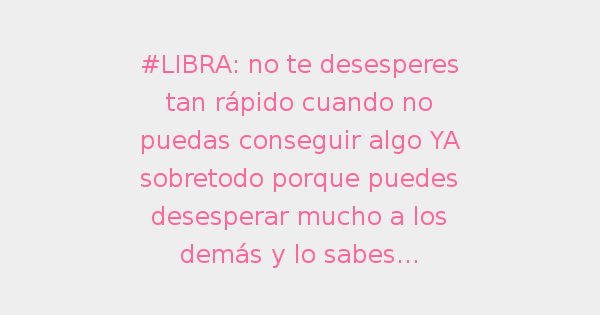 #LIBRA: no te desesperes
tan rápido cuando no
puedas conseguir algo YA
sobretodo porque puedes
desesperar mucho a los
demás y lo sabes...